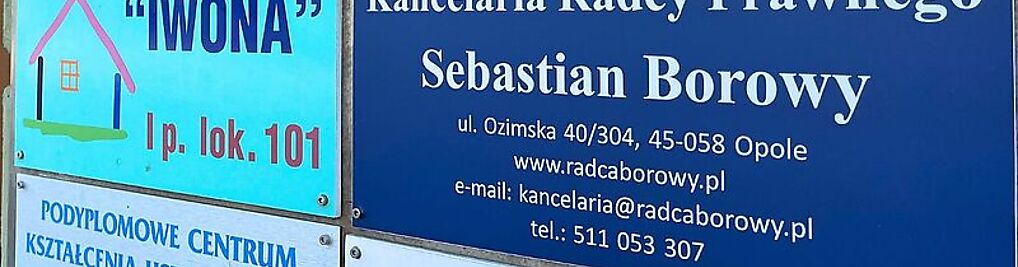 "IWONA"
I p. lok. 101
Kancelaria Radcy Prawnego
Sebastian Borowy
ul. Ozimska 40/304, 45-058 Opole
www.radcaborowy.pl
e-mail: kancelaria@radcaborowy.pl
tel.: 511 053 307
PODYPLOMOWE CENTRUM
KSZTAŁCENIA